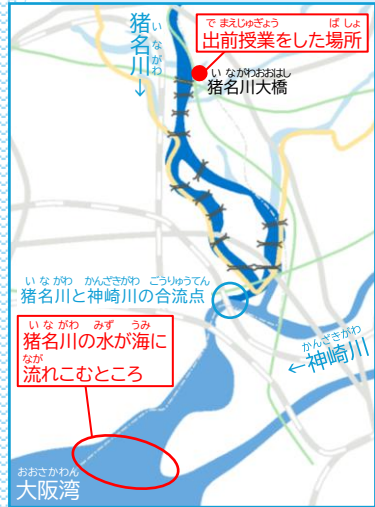 で まえじゅぎょう ば しょ
出前授業をした場所
い な がわ
猪名川
↓
い ながわおおはし
猪名川大橋
い な がわ かんざきがわ ごうりゅうてん
猪名川と神崎川の合流点
い な がわ みず うみ
猪名川の水が海に
なが
流れこむところ
かんざきがわ
←神崎川
おおさかわん
大阪湾